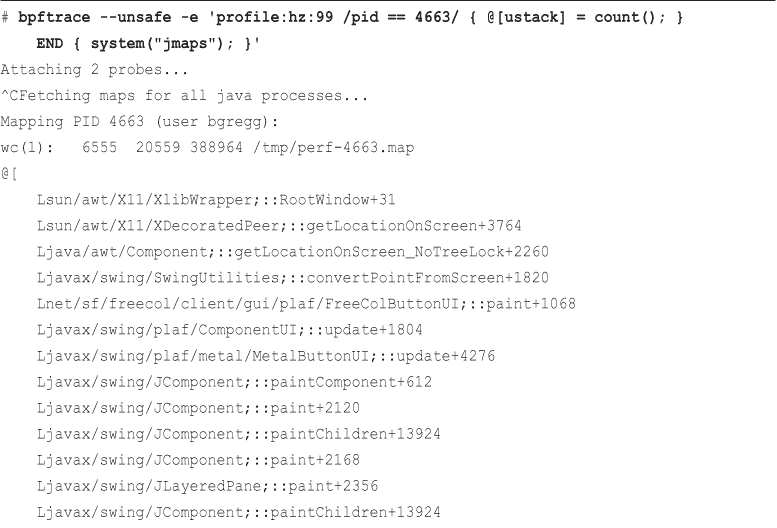 # bpftrace --unsafe -e 'profile:hz:99 /pid == 4663/ { @[ustack] = count(); }
    END { system("jmaps"); }'
Attaching 2 probes...
^CFetching maps for all java processes...
Mapping PID 4663 (user bgregg):
wc(1):   6555  20559 388964 /tmp/perf-4663.map
@[
    Lsun/awt/X11/XlibWrapper;::RootWindow+31
    Lsun/awt/X11/XDecoratedPeer;::getLocationOnScreen+3764
    Ljava/awt/Component;::getLocationOnScreen_NoTreeLock+2260
    Ljavax/swing/SwingUtilities;::convertPointFromScreen+1820
    Lnet/sf/freecol/client/gui/plaf/FreeColButtonUI;::paint+1068
    Ljavax/swing/plaf/ComponentUI;::update+1804
    Ljavax/swing/plaf/metal/MetalButtonUI;::update+4276
    Ljavax/swing/JComponent;::paintComponent+612
    Ljavax/swing/JComponent;::paint+2120
    Ljavax/swing/JComponent;::paintChildren+13924
    Ljavax/swing/JComponent;::paint+2168
    Ljavax/swing/JLayeredPane;::paint+2356
    Ljavax/swing/JComponent;::paintChildren+13924